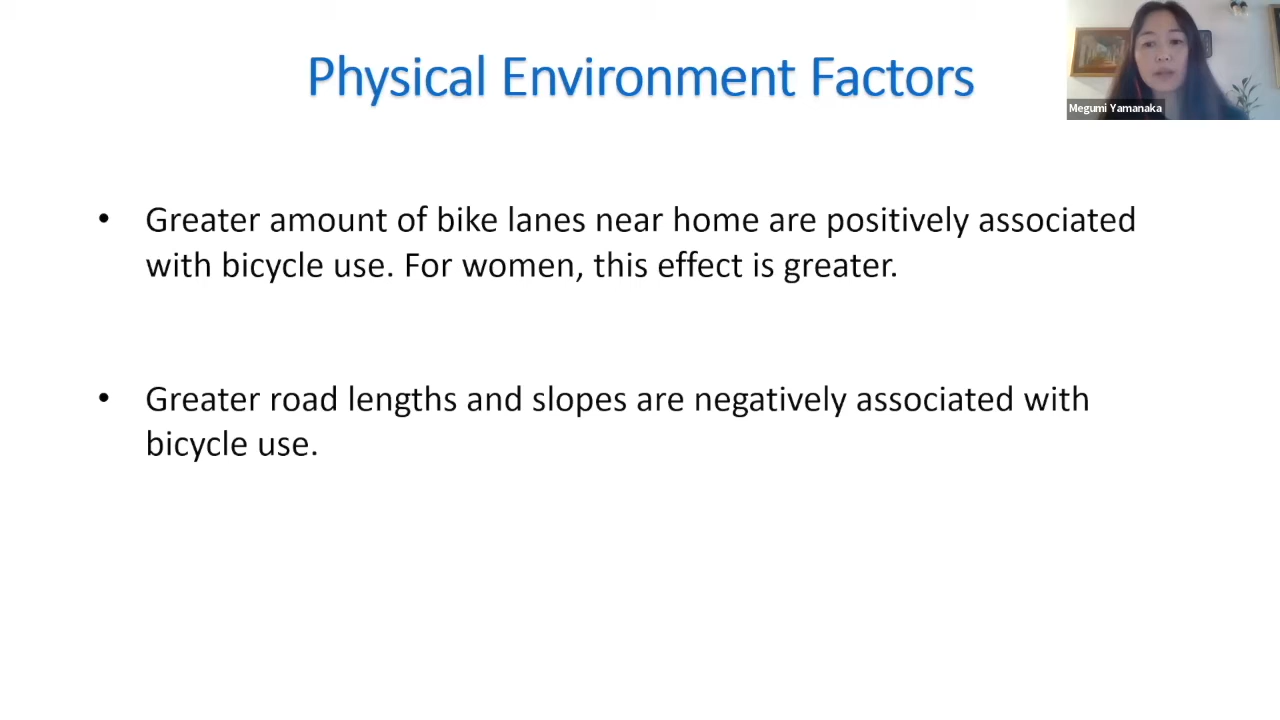 Physical Environment Factors
Megumi Yamanaka
• Greater amount of bike lanes near home are positively associated
with bicycle use. For women, this effect is greater.
• Greater road lengths and slopes are negatively associated with
bicycle use.